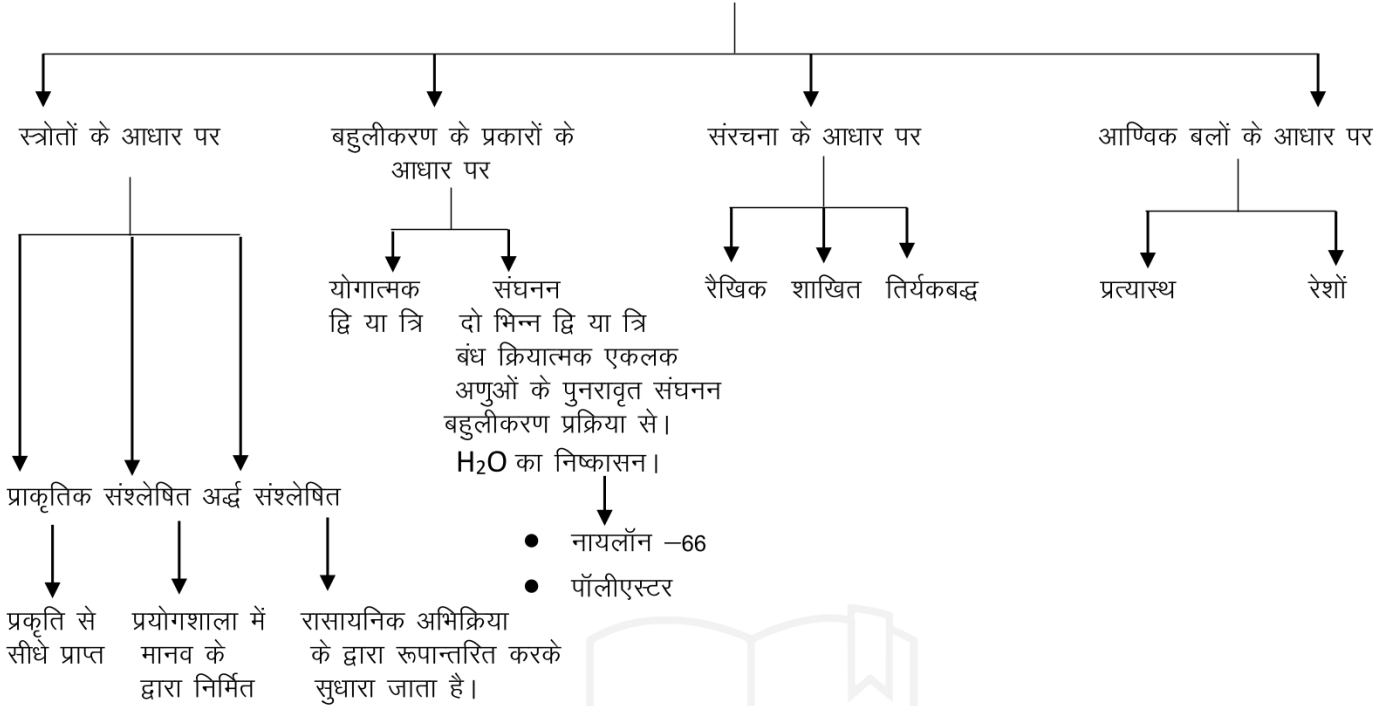 स्त्रोतों के आधार पर
बहुलीकरण के प्रकारों के
आधार पर
संरचना के आधार पर
आण्विक बलों के आधार पर
योगात्मक
द्वि या त्रि
संघनन
दो भिन्न द्वि या त्रि
बंध क्रियात्मक एकलक
अणुओं के पुनरावृत संघनन
बहुलीकरण प्रक्रिया से।
H₂O का निष्कासन।
रैखिक शाखित तिर्यकबद्ध
प्रत्यास्थ
रेशों
प्राकृतिक संश्लेषित अर्द्ध संश्लेषित
● नायलॉन –66
● पॉलीएस्टर
प्रकृति से
सीधे प्राप्त
प्रयोगशाला में
मानव के
द्वारा निर्मित
रासायनिक अभिक्रिया
के द्वारा रूपान्तरित करके
सुधारा जाता है।